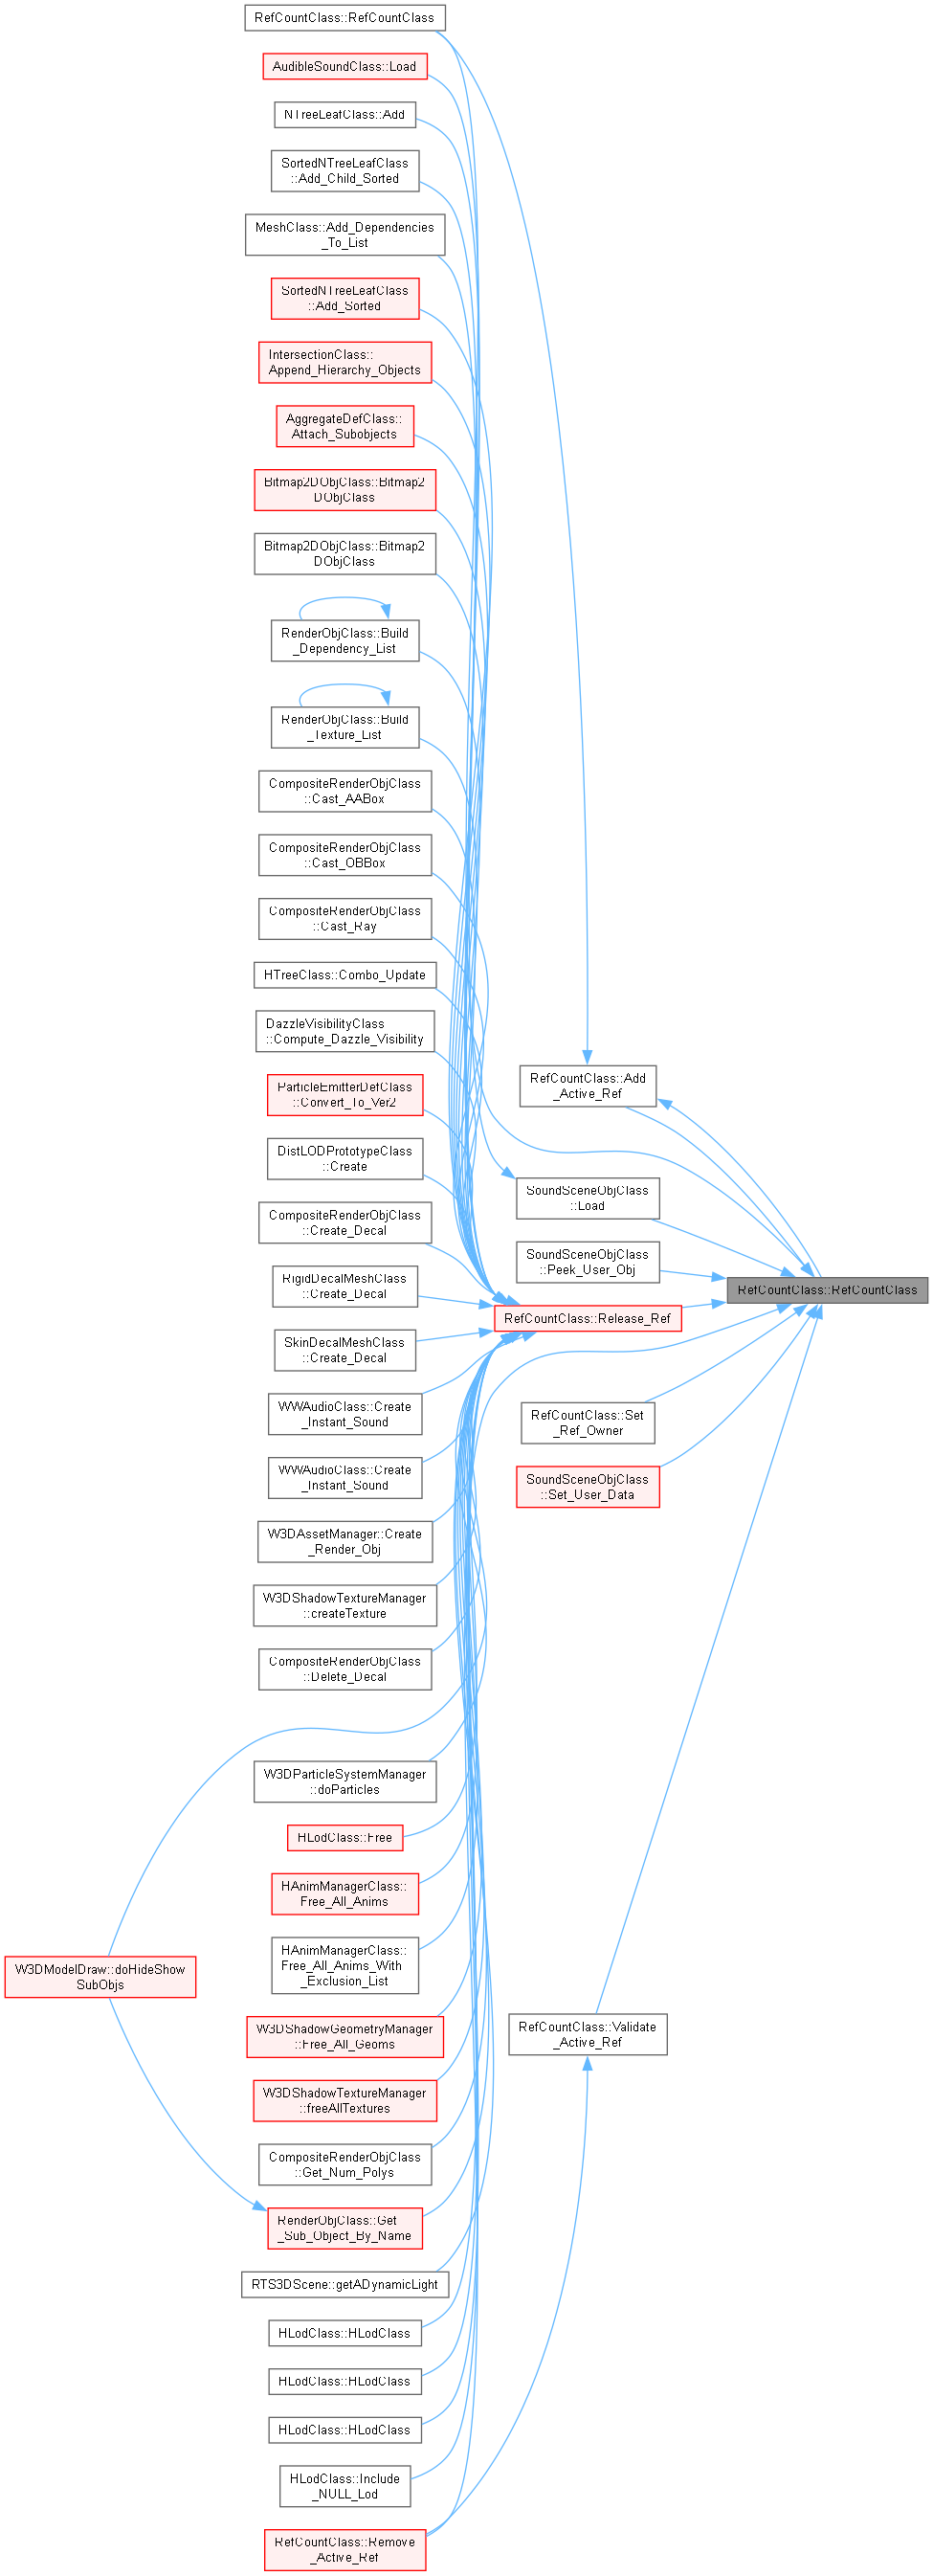 RefCountClass::RefCountClass
AudibleSoundClass::Load
NTreeLeafClass::Add
SortedNTreeLeafClass
::Add_Child_Sorted
MeshClass::Add_Dependencies
_To_List
SortedNTreeLeafClass
::Add_Sorted
IntersectionClass::
Append_Hierarchy_Objects
AggregateDefClass::
Attach_Subobjects
Bitmap2DObjClass::Bitmap2
DObjClass
Bitmap2DObjClass::Bitmap2
DObjClass
RenderObjClass::Build
_Dependency_List
RenderObjClass::Build
_Texture_List
CompositeRenderObjClass
::Cast_AABox
CompositeRenderObjClass
::Cast_OBBox
CompositeRenderObjClass
::Cast_Ray
HTreeClass::Combo_Update
DazzleVisibilityClass
::Compute_Dazzle_Visibility
ParticleEmitterDefClass
::Convert_To_Ver2
DistLODPrototypeClass
::Create
CompositeRenderObjClass
::Create_Decal
RigidDecalMeshClass
::Create_Decal
SkinDecalMeshClass
::Create_Decal
WWAudioClass::Create
_Instant_Sound
WWAudioClass::Create
_Instant_Sound
W3DAssetManager::Create
_Render_Obj
W3DShadowTextureManager
::createTexture
CompositeRenderObjClass
::Delete_Decal
W3DParticleSystemManager
::doParticles
HLodClass::Free
HAnimManagerClass::
Free_All_Anims
HAnimManagerClass::
Free_All_Anims_With
_Exclusion_List
W3DModelDraw::doHideShow
SubObjs
W3DShadowGeometryManager
::Free_All_Geoms
W3DShadowTextureManager
::freeAllTextures
CompositeRenderObjClass
::Get_Num_Polys
RenderObjClass::Get
_Sub_Object_By_Name
RTS3DScene::getADynamicLight
HLodClass::HLodClass
HLodClass::HLodClass
HLodClass::HLodClass
HLodClass::Include
_NULL_Lod
RefCountClass::Remove
_Active_Ref
RefCountClass::Add
_Active_Ref
SoundSceneObjClass
::Load
SoundSceneObjClass
::Peek_User_Obj
RefCountClass::Release_Ref
RefCountClass::Set
_Ref_Owner
SoundSceneObjClass
::Set_User_Data
RefCountClass::Validate
_Active_Ref
RefCountClass::RefCountClass